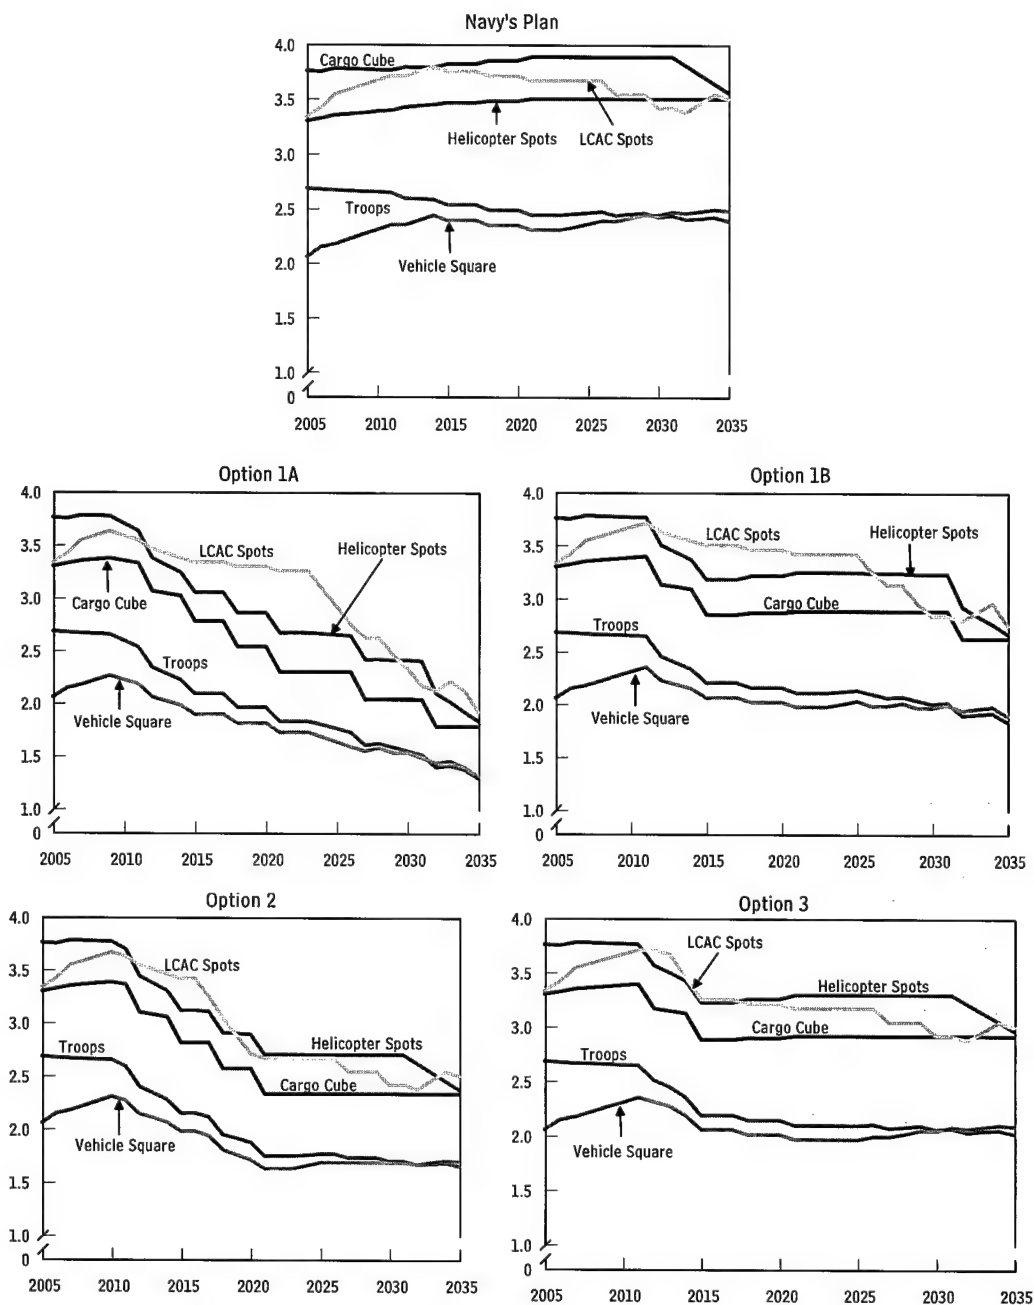 Navy's Plan
4.0
3.5
3.0
2.5
2.0
1.5
1.0
0
Cargo Cube
Helicopter Spots
LCAC Spots
Troops
Vehicle Square
2005 2010 2015 2020 2025 2030 2035
Option 1A
4.0
3.5
3.0
2.5
2.0
1.5
1.0
0
LCAC Spots
Helicopter Spots
Cargo Cube
Troops
Vehicle Square
2005 2010 2015 2020 2025 2030 2035
Option 1B
4.0
3.5
3.0
2.5
2.0
1.5
1.0
0
LCAC Spots
Helicopter Spots
Cargo Cube
Troops
Vehicle Square
2005 2010 2015 2020 2025 2030 2035
Option 2
4.0
3.5
3.0
2.5
2.0
1.5
1.0
0
LCAC Spots
Helicopter Spots
Troops
Cargo Cube
Vehicle Square
2005 2010 2015 2020 2025 2030 2035
Option 3
4.0
3.5
3.0
2.5
2.0
1.5
1.0
0
LCAC Spots
Helicopter Spots
Cargo Cube
Troops
Vehicle Square
2005 2010 2015 2020 2025 2030 2035